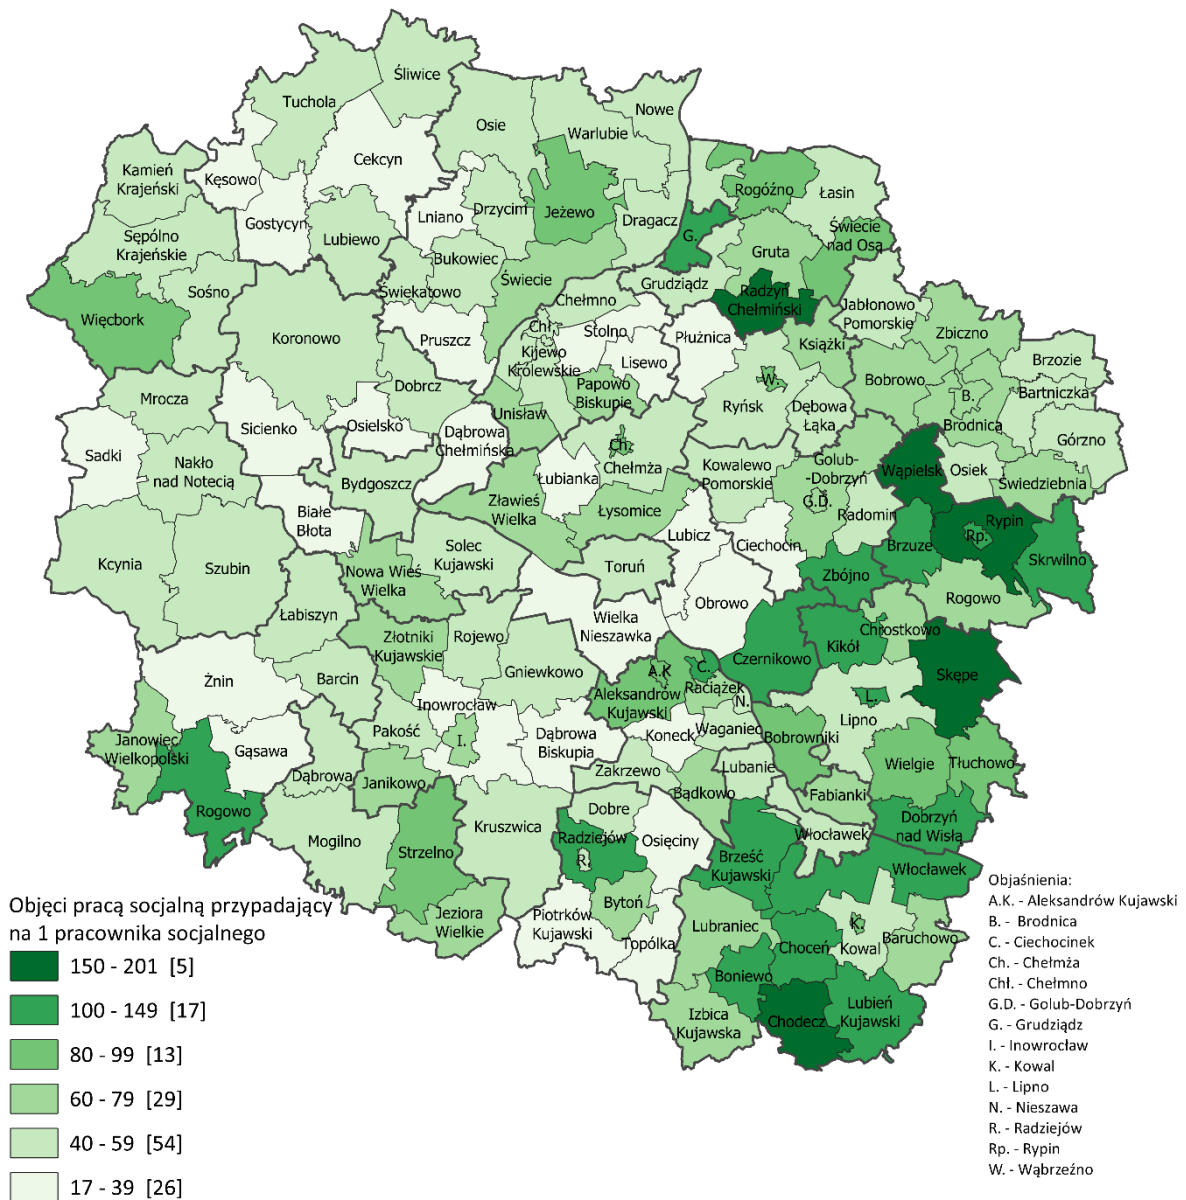 Śliwice
Tuchola
Nowe
Osie
Warlubie
Cekcyn
Kamień
Krajeński
Kęsowo
Rogóźno
Łasin
Lniano
Drzycim
Jeżewo
Dragacz
Gostycyn
Lubiewo
G.
Świecie
nad Osą
Sępólno
Krajeńskie
Gruta
Bukowiec
Świecie
Sośno
Świekatowo
Grudziądz
Radzyń
Chełmiński
Chełmno
Jabłonowo
Pomorskie
Więcbork
Chł.
Stolno
Płużnica
Zbiczno
Koronowo
Pruszcz
Kijewo
Królewskie
Lisewo
Książki
Brzozie
Dobrcz
Papowo
Biskupie
W.
Bobrowo
B.
Bartniczka
Mrocza
Unisław
Ryńsk
Dębowa
Łąka
Brodnica
Sicienko
Osielsko
Dąbrowa
Chełmińska
Ch.
Górzno
Sadki
Nakło
nad Notecią
Chełmża
Kowalewo
Pomorskie
Golub-
-Dobrzyń
Wąpielsk
Osiek
Bydgoszcz
Łubianka
Świedziebnia
Zławieś
Wielka
Łysomice
G.D.
Radomin
Białe
Błota
Rypin
Rp.
Lubicz
Ciechocin
Brzuze
Solec
Kujawski
Skrwilno
Kcynia
Szubin
Nowa Wieś
Wielka
Toruń
Zbójno
Obrowo
Rogowo
Łabiszyn
Wielka
Nieszawka
Złotniki
Kujawskie
Rojewo
Chrostkowo
Kikół
Gniewkowo
Czernikowo
Żnin
Barcin
A.K
C.
Skępe
Aleksandrów
Kujawski
Raciążek
N.
L.
Inowrocław
Lipno
Pakość
I.
Dąbrowa
Biskupia
Koneck
Waganiec
Bobrowniki
Janowiec
Wielkopolski
Gąsawa
Wielgie
Tłuchowo
Dąbrowa
Janikowo
Zakrzewo
Lubanie
Bądkowo
Fabianki
Rogowo
Dobre
Dobrzyń
nad Wisłą
Kruszwica
Mogilno
Radziejów
Osięciny
Włocławek
Strzelno
R.
Brześć
Kujawski
Włocławek
Bytoń
Jeziora
Wielkie
Piotrków
Kujawski
Lubraniec
K.
Topólka
Choceń
Kowal
Baruchowo
Boniewo
Izbica
Kujawska
Chodecz
Lubień
Kujawski
Objęci pracą socjalną przypadający
na 1 pracownika socjalnego
150 - 201 [5]
100 - 149 [17]
80 - 99 [13]
60 - 79 [29]
40 - 59 [54]
17 - 39 [26]
Objaśnienia:
A.K. - Aleksandrów Kujawski
B. - Brodnica
C. - Ciechocinek
Ch. - Chełmża
Chł. - Chełmno
G.D. - Golub-Dobrzyń
G. - Grudziądz
I. - Inowrocław
K. - Kowal
L. - Lipno
N. - Nieszawa
R. - Radziejów
Rp. - Rypin
W. - Wąbrzeźno